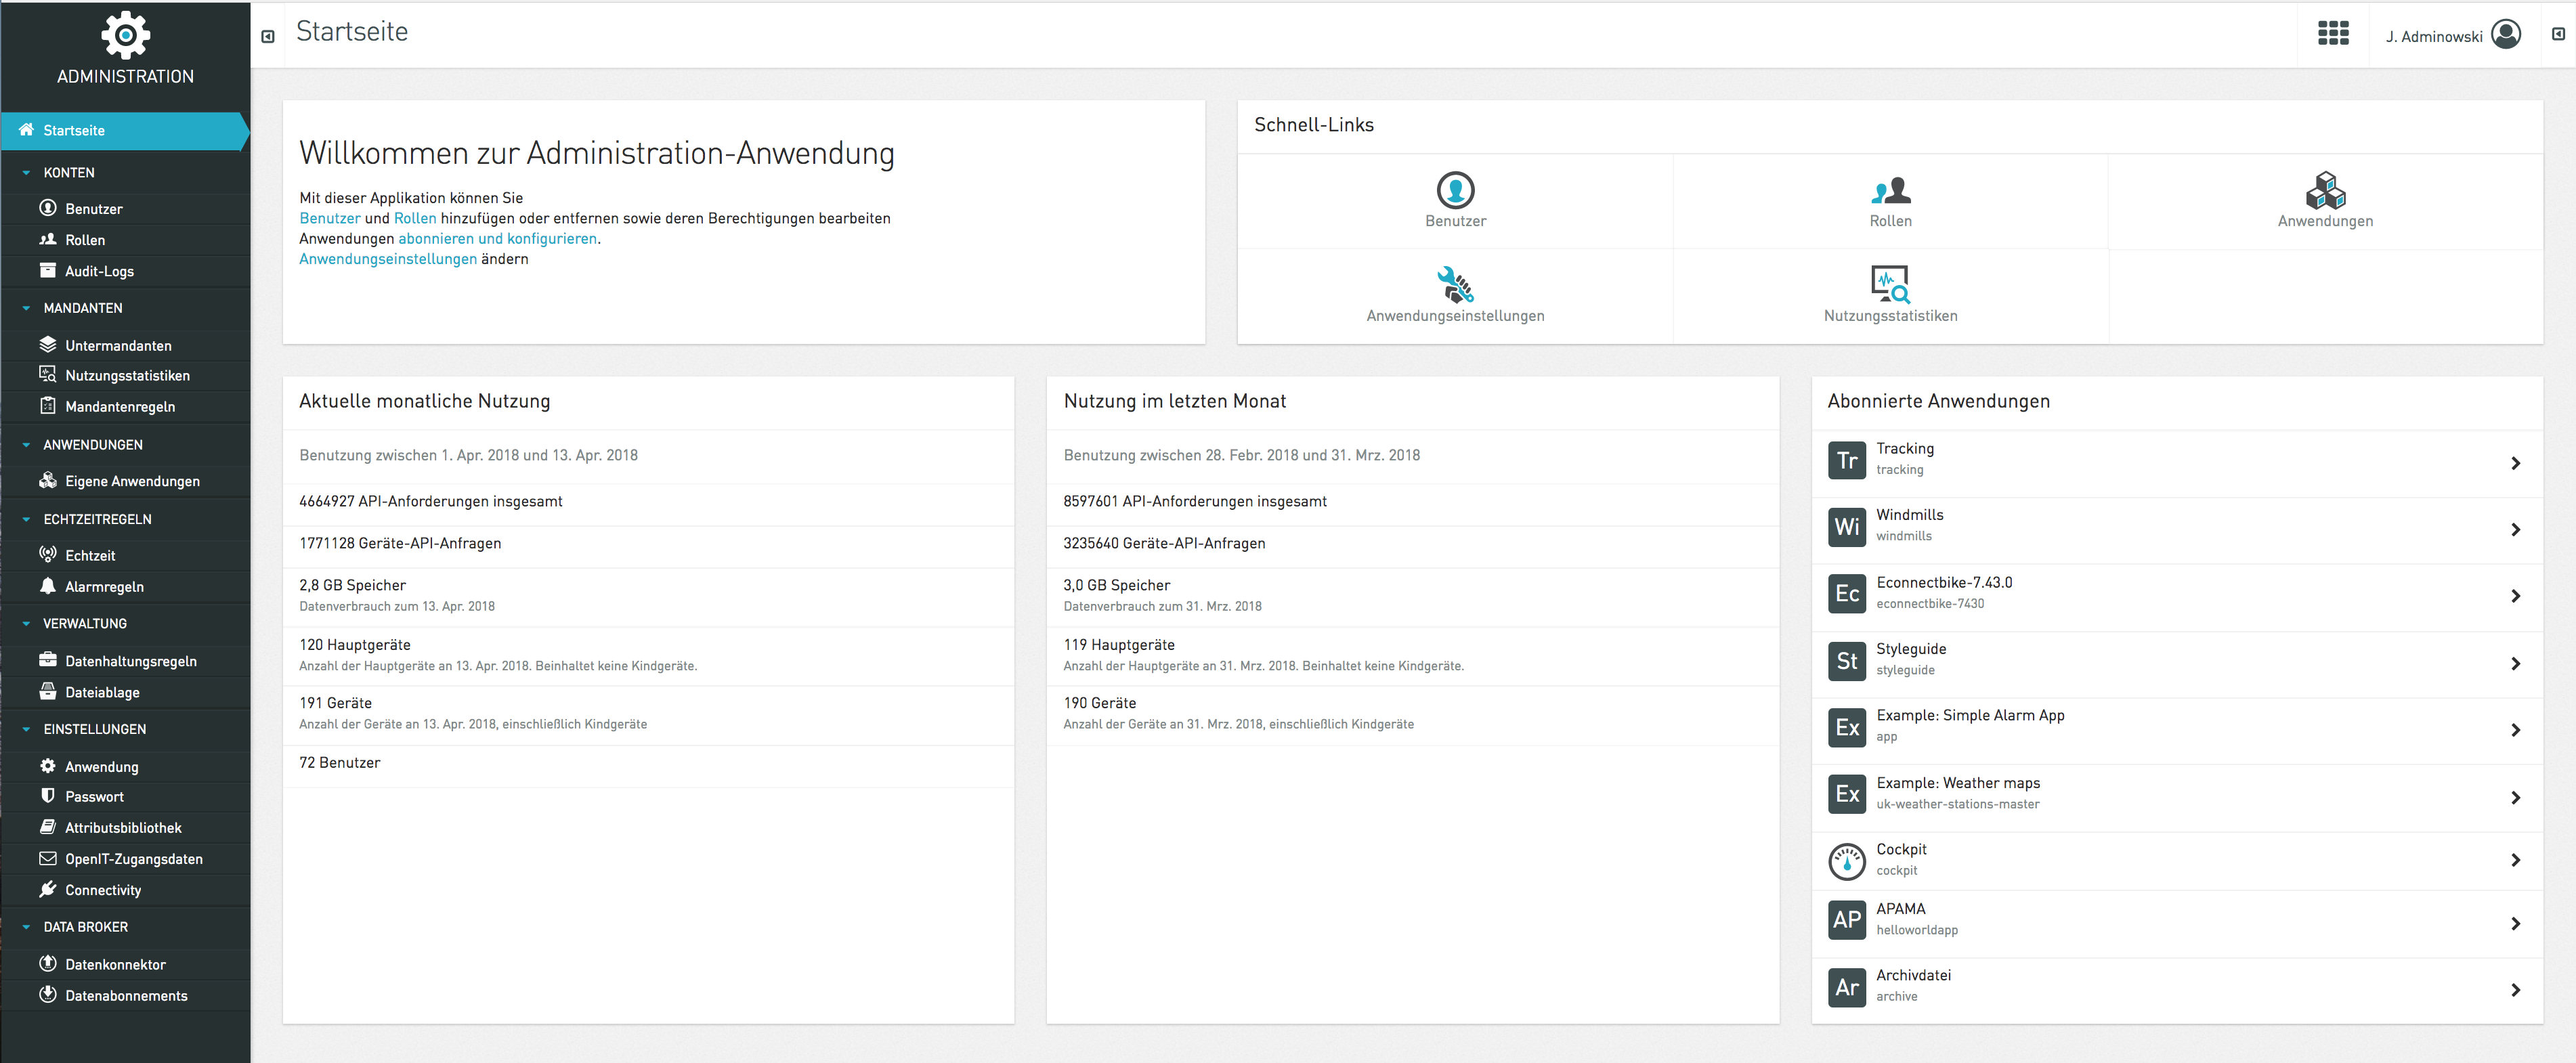 ADMINISTRATION
Startseite
KONTEN
Benutzer
Rollen
Audit-Logs
MANDANTEN
Untermandanten
Nutzungsstatistiken
Mandantenregeln
ANWENDUNGEN
Eigene Anwendungen
ECHTZEITREGELN
Echtzeit
Alarmregeln
VERWALTUNG
Datenhaltungsregeln
Dateiablage
EINSTELLUNGEN
Anwendung
Passwort
Attributsbibliothek
OpenIT-Zugangsdaten
Connectivity
DATA BROKER
Datenkonnektor
Datenabonnements
Startseite
J. Adminowski
Willkommen zur Administration-Anwendung
Mit dieser Applikation können Sie
Benutzer und Rollen hinzufügen oder entfernen sowie deren Berechtigungen bearbeiten
Anwendungen abonnieren und konfigurieren.
Anwendungseinstellungen ändern
Schnell-Links
Benutzer
Rollen
Anwendungen
Anwendungseinstellungen
Nutzungsstatistiken
Aktuelle monatliche Nutzung
Benutzung zwischen 1. Apr. 2018 und 13. Apr. 2018
4664927 API-Anforderungen insgesamt
1771128 Geräte-API-Anfragen
2,8 GB Speicher
Datenverbrauch zum 13. Apr. 2018
120 Hauptgeräte
Anzahl der Hauptgeräte an 13. Apr. 2018. Beinhaltet keine Kindgeräte.
191 Geräte
Anzahl der Geräte an 13. Apr. 2018, einschließlich Kindgeräte
72 Benutzer
Nutzung im letzten Monat
Benutzung zwischen 28. Febr. 2018 und 31. Mrz. 2018
8597601 API-Anforderungen insgesamt
3235640 Geräte-API-Anfragen
3,0 GB Speicher
Datenverbrauch zum 31. Mrz. 2018
119 Hauptgeräte
Anzahl der Hauptgeräte an 31. Mrz. 2018. Beinhaltet keine Kindgeräte.
190 Geräte
Anzahl der Geräte an 31. Mrz. 2018, einschließlich Kindgeräte
Abonnierte Anwendungen
Tr
Tracking
tracking
Wi
Windmills
windmills
Ec
Econnectbike-7.43.0
econnectbike-7430
St
Styleguide
styleguide
Ex
Example: Simple Alarm App
app
Ex
Example: Weather maps
uk-weather-stations-master
Cockpit
cockpit
AP
APAMA
helloworldapp
Ar
Archivdatei
archive